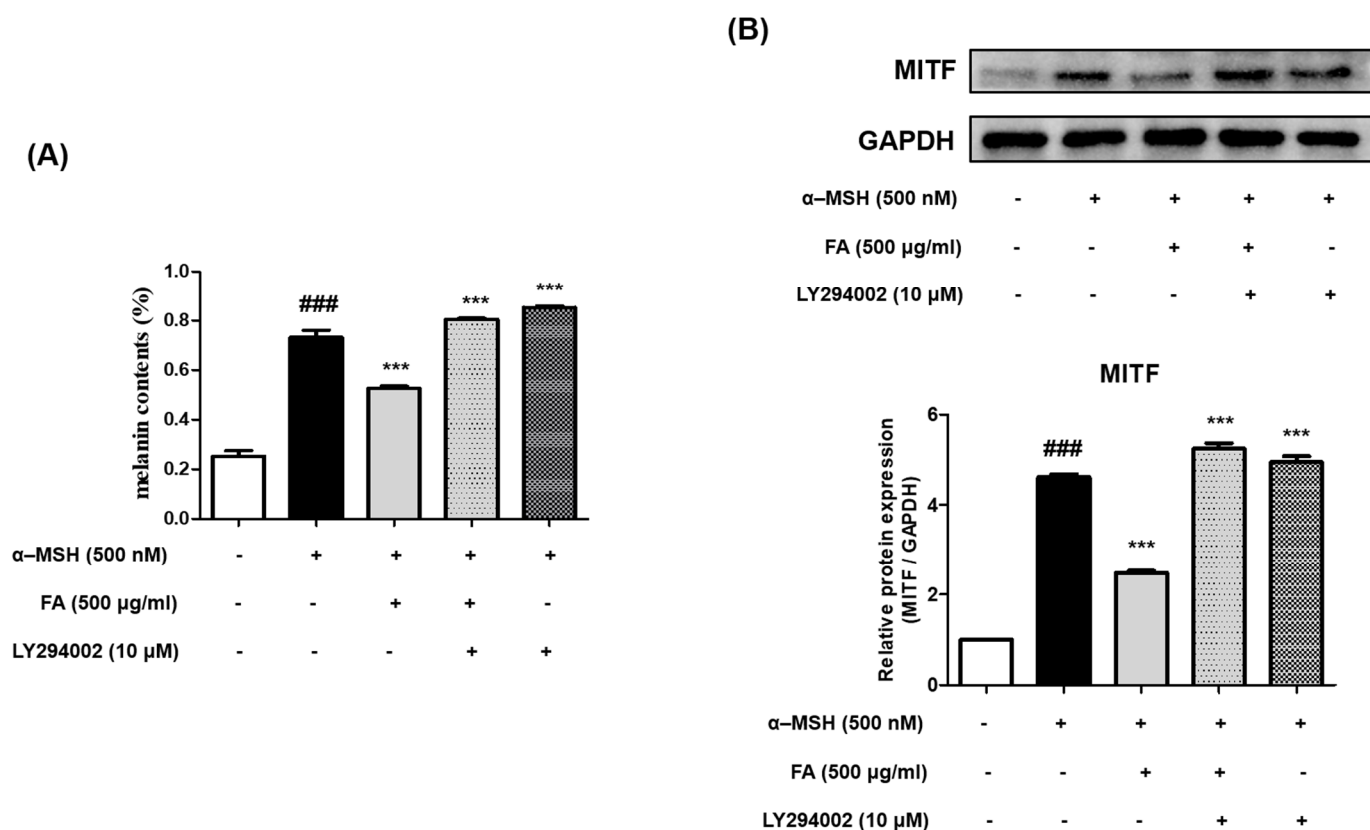 (A)
###
***
***
***
melanin contents (%)
1.0
0.8
0.6
0.4
0.2
0.0
α–MSH (500 nM) - + + + +
FA (500 µg/ml) - - + + -
LY294002 (10 µM) - - - + +
(B)
MITF
GAPDH
α–MSH (500 nM) - + + + +
FA (500 µg/ml) - - + + -
LY294002 (10 µM) - - - + +
MITF
###
***
***
***
Relative protein expression
(MITF / GAPDH)
6
4
2
0
α–MSH (500 nM) - + + + +
FA (500 µg/ml) - - + + -
LY294002 (10 µM) - - - + +